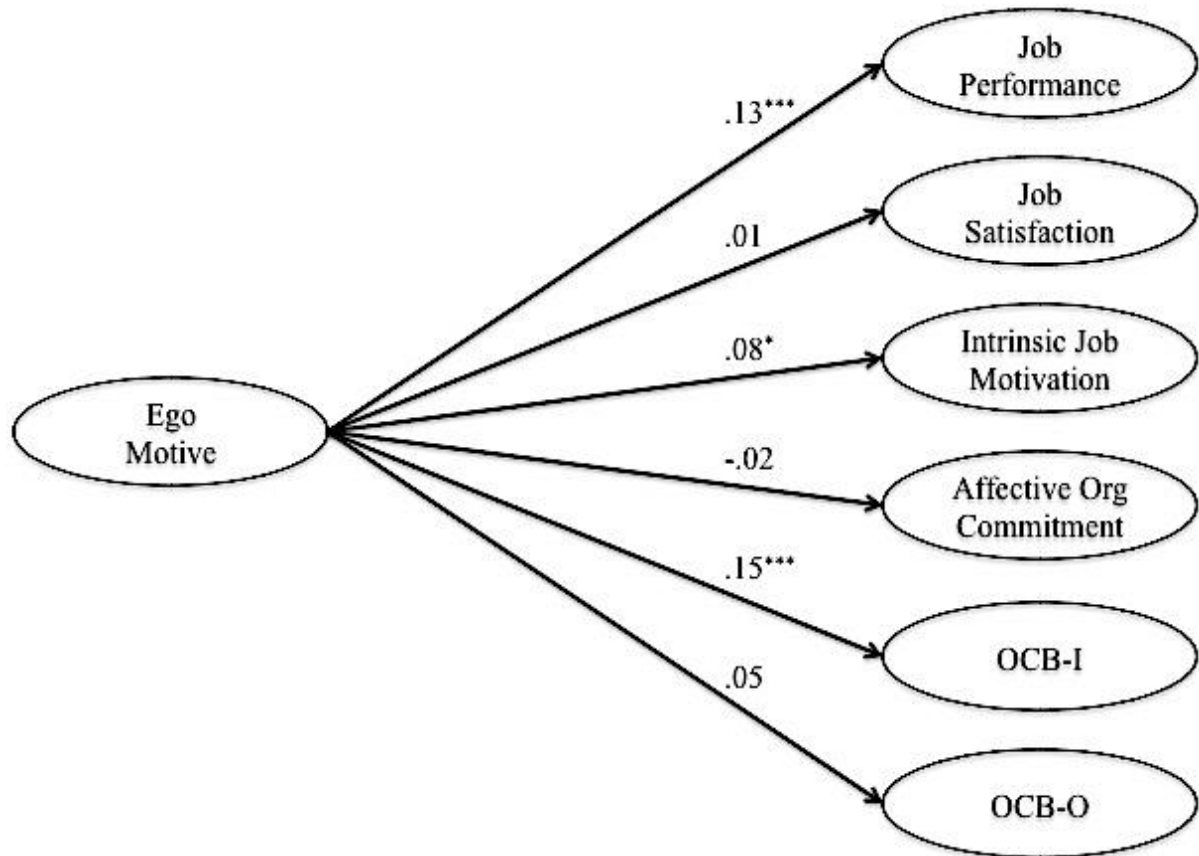 Job
Performance
.13***
Job
Satisfaction
.01
Intrinsic Job
Motivation
.08*
Ego
Motive
-.02
Affective Org
Commitment
.15***
OCB-I
.05
OCB-O